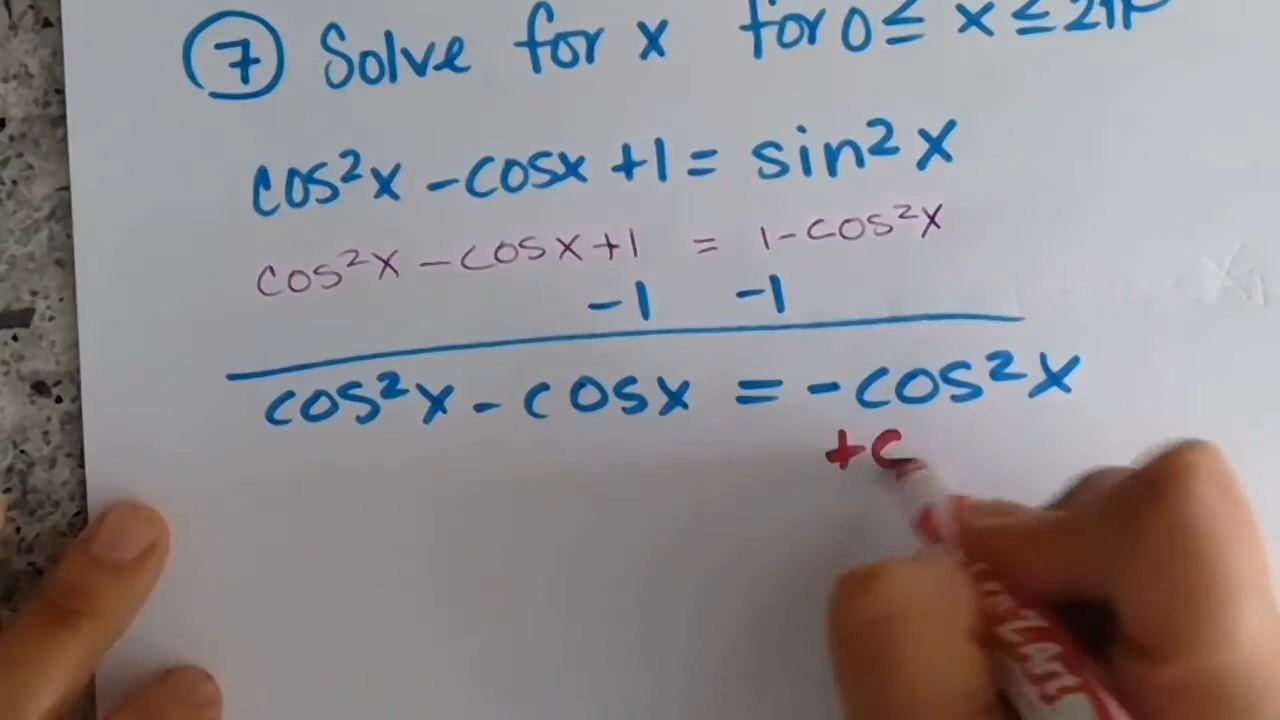 7 Solve for x for 0 ≤ x ≤ 2π
cos²x - cosx + 1 = sin²x
cos²x - cosx + 1 = 1 - cos²x
-1 -1
cos²x - cosx = -cos²x
+c